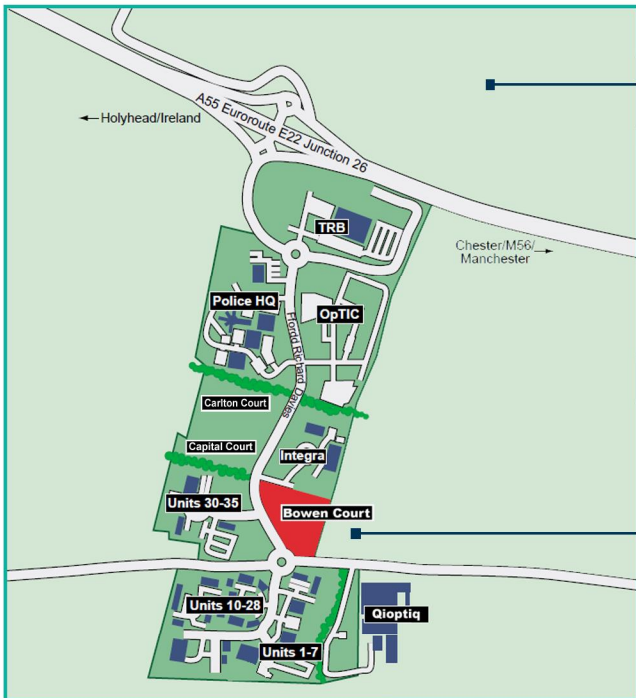 A55 Euroroute E22 Junction 26
Holyhead/Ireland
TRB
Chester/M56/
Manchester
Police HQ
OpTIC
Ffordd Richard Davies
Carlton Court
Capital Court
Integra
Units 30-35
Bowen Court
Units 10-28
Qioptiq
Units 1-7